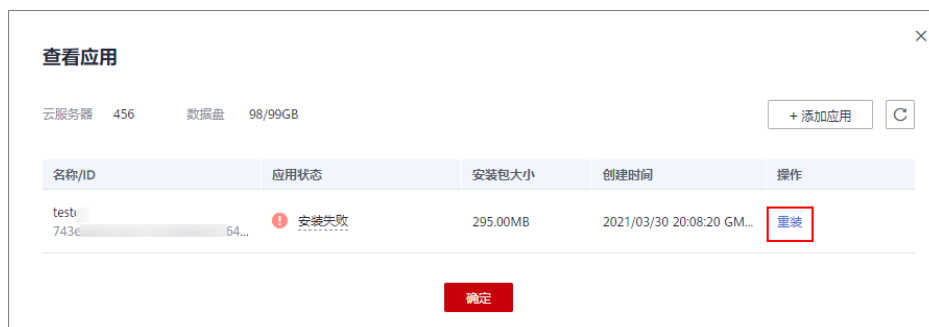 查看应用
云服务器 456 数据盘 98/99GB + 添加应用
名称/ID 应用状态 安装包大小 创建时间 操作
安装失败 295.00MB 2021/03/30 20:08:20 GM... 重装
64...
确定